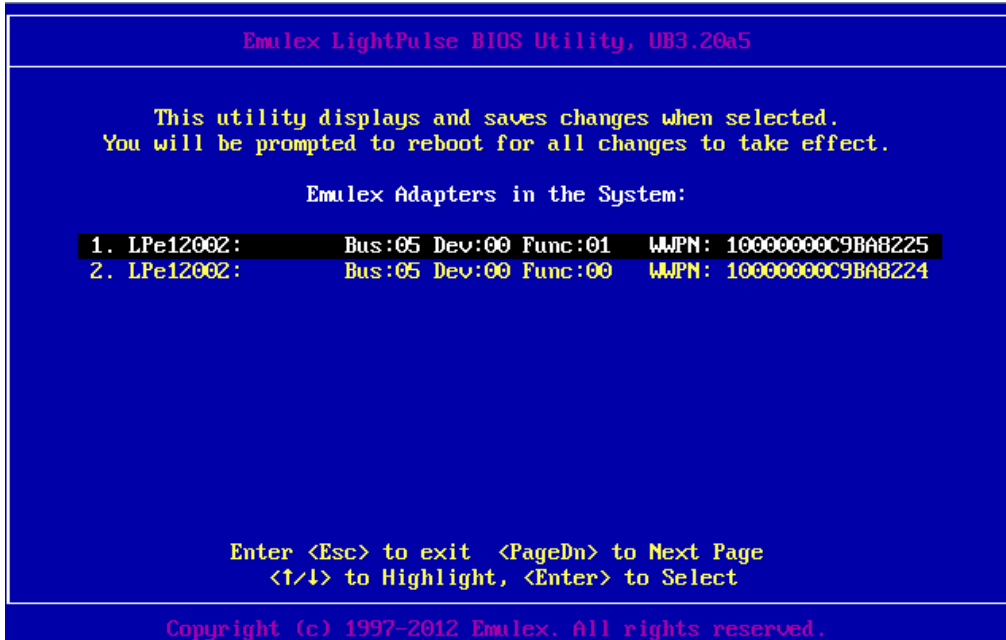 Emulex LightPulse BIOS Utility, UB3.20a5
This utility displays and saves changes when selected.
You will be prompted to reboot for all changes to take effect.
Emulex Adapters in the System:
1. LPe12002: Bus:05 Dev:00 Func:01 WWPN: 10000000C9BA8225
2. LPe12002: Bus:05 Dev:00 Func:00 WWPN: 10000000C9BA8224
Enter <Esc> to exit <PageDn> to Next Page
<↑/↓> to Highlight, <Enter> to Select
Copyright (c) 1997-2012 Emulex. All rights reserved.